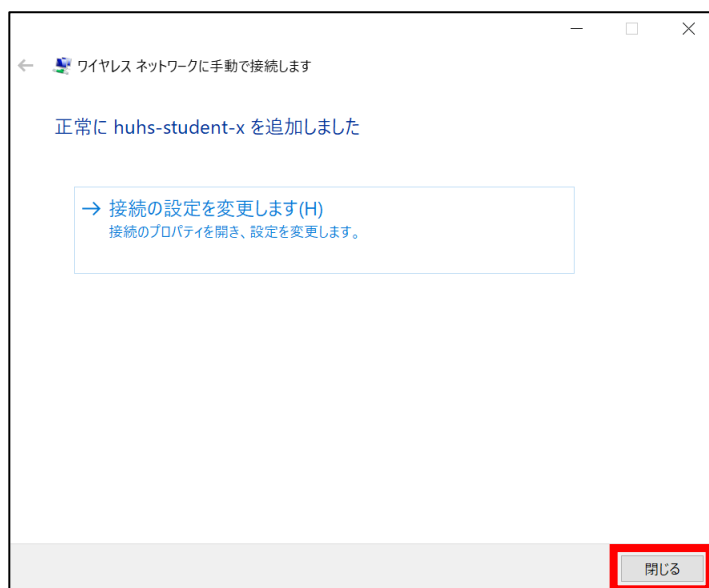 ワイヤレス ネットワークに手動で接続します
正常に huhs-student-x を追加しました
→ 接続の設定を変更します(H)
接続のプロパティを開き、設定を変更します。
閉じる